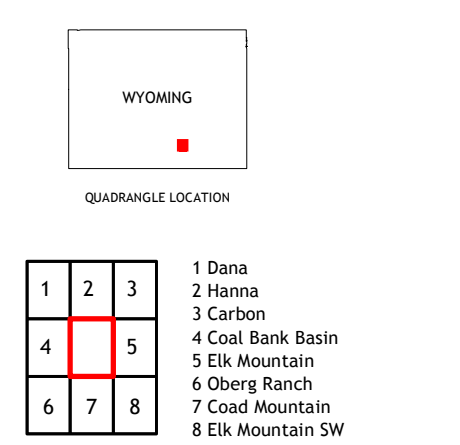 WYOMING
QUADRANGLE LOCATION
1 2 3
4 5
6 7 8
1 Dana
2 Hanna
3 Carbon
4 Coal Bank Basin
5 Elk Mountain
6 Oberg Ranch
7 Coad Mountain
8 Elk Mountain SW